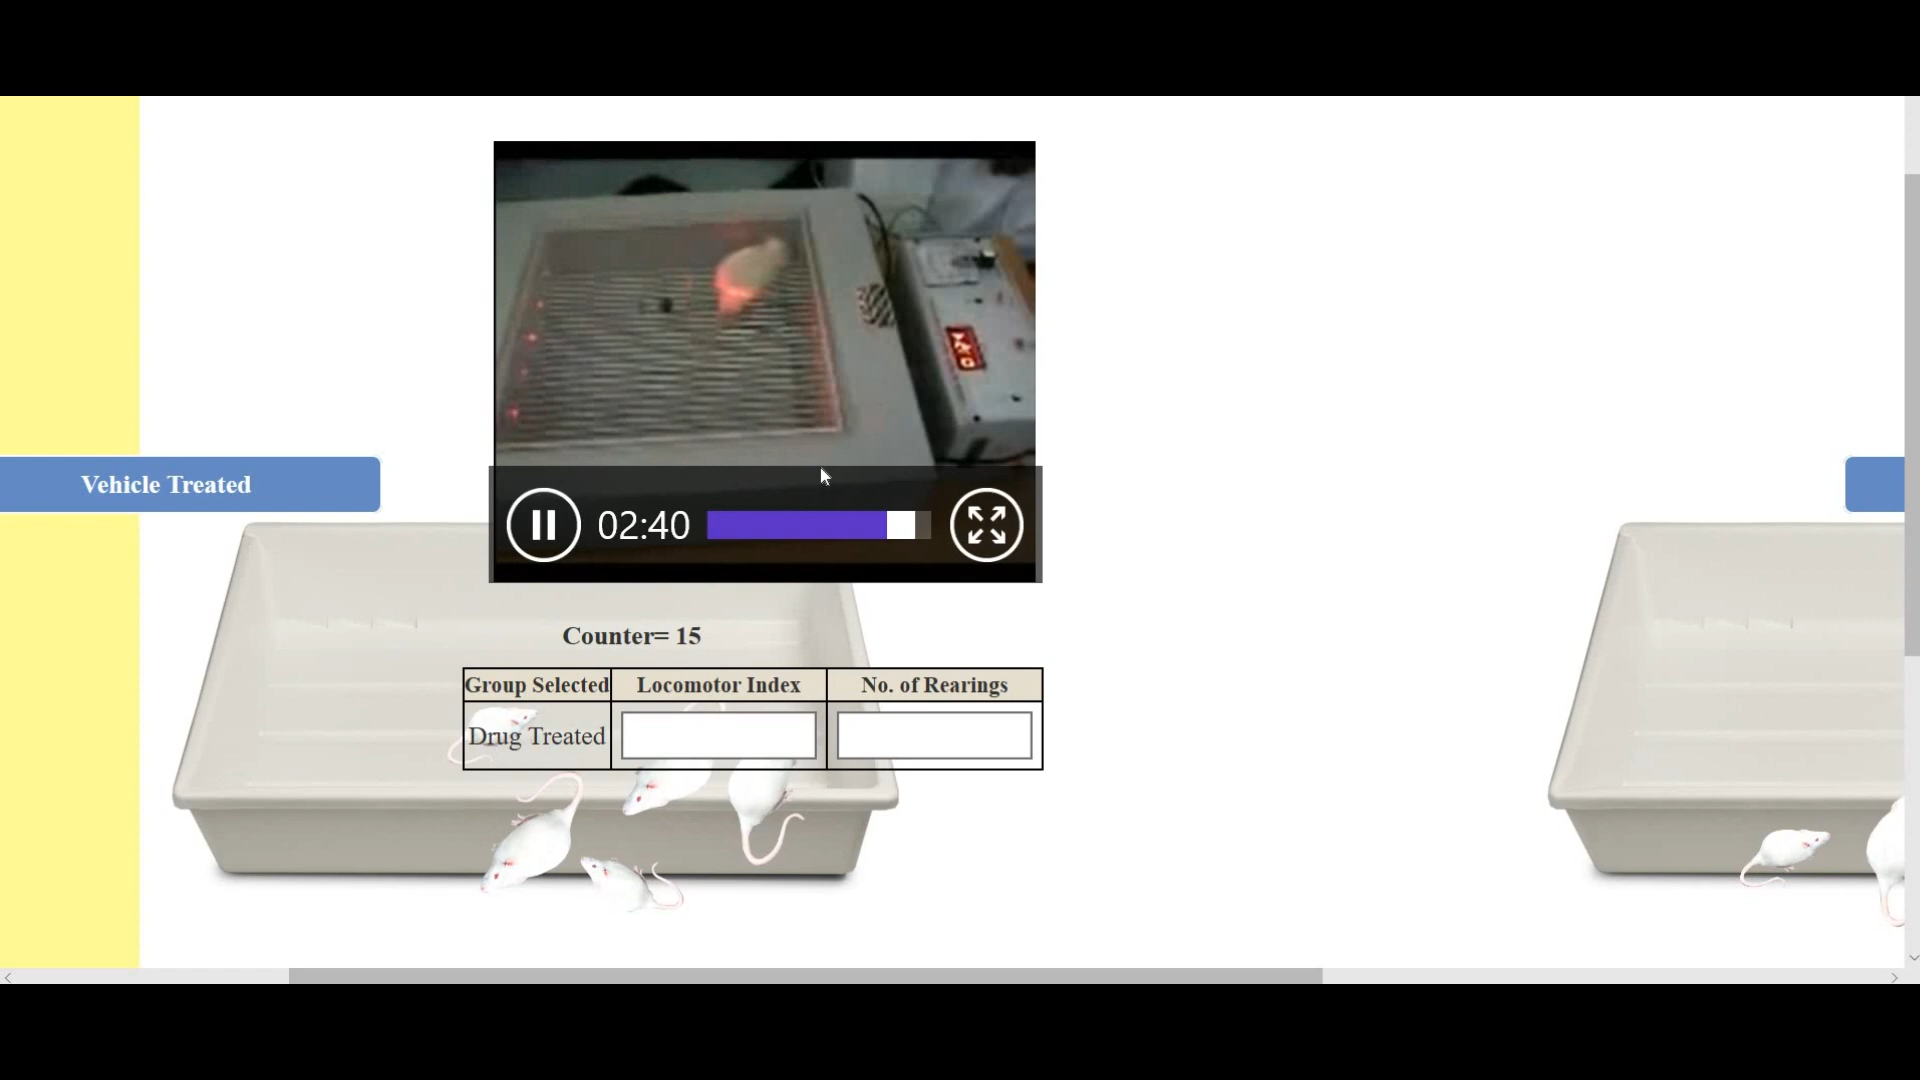 Vehicle Treated
02:40
Counter= 15
Group Selected Locomotor Index No. of Rearings
Drug Treated